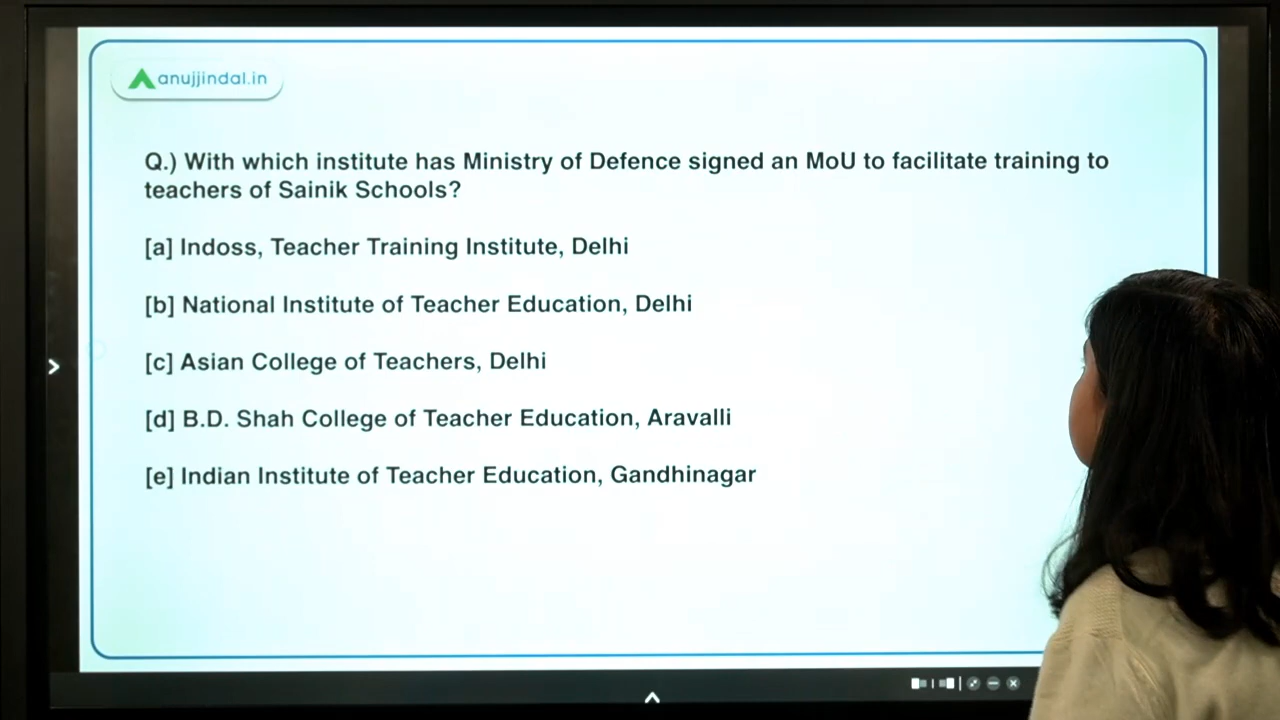 anujjindal.in
Q.) With which institute has Ministry of Defence signed an MoU to facilitate training to
teachers of Sainik Schools?
[a] Indoss, Teacher Training Institute, Delhi
[b] National Institute of Teacher Education, Delhi
[c] Asian College of Teachers, Delhi
[d] B.D. Shah College of Teacher Education, Aravalli
[e] Indian Institute of Teacher Education, Gandhinagar